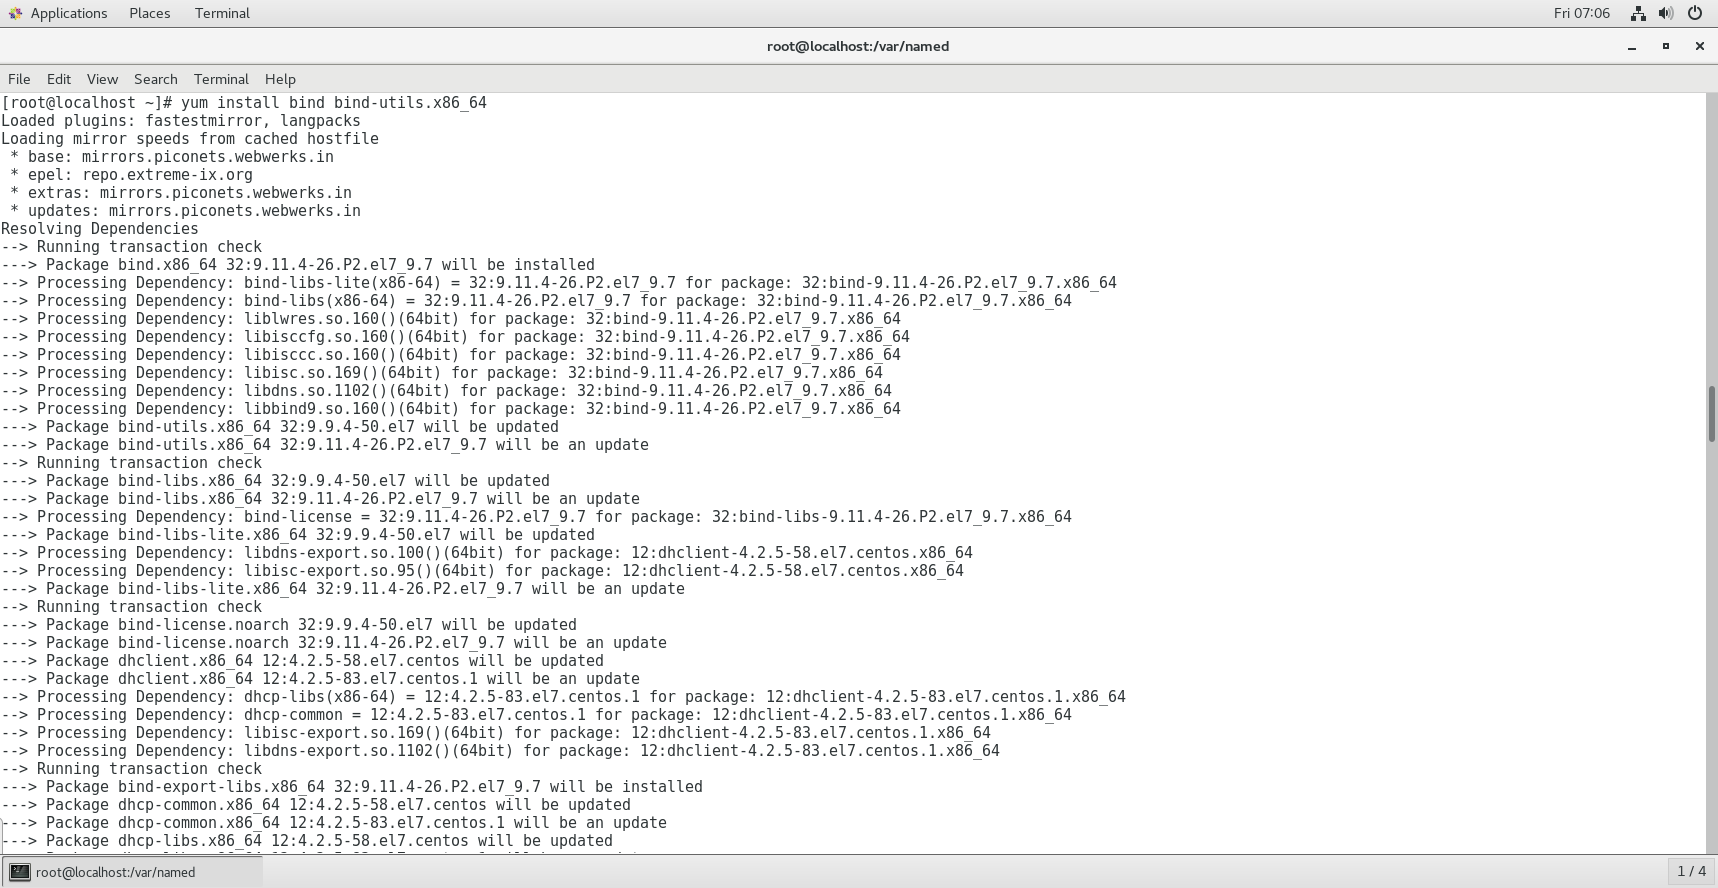 Applications Places Terminal Fri 07:06
root@localhost:/var/named
File Edit View Search Terminal Help
[root@localhost ~]# yum install bind bind-utils.x86_64
Loaded plugins: fastestmirror, langpacks
Loading mirror speeds from cached hostfile
 * base: mirrors.piconets.webwerks.in
 * epel: repo.extreme-ix.org
 * extras: mirrors.piconets.webwerks.in
 * updates: mirrors.piconets.webwerks.in
Resolving Dependencies
--> Running transaction check
---> Package bind.x86_64 32:9.11.4-26.P2.el7_9.7 will be installed
--> Processing Dependency: bind-libs-lite(x86-64) = 32:9.11.4-26.P2.el7_9.7 for package: 32:bind-9.11.4-26.P2.el7_9.7.x86_64
--> Processing Dependency: bind-libs(x86-64) = 32:9.11.4-26.P2.el7_9.7 for package: 32:bind-9.11.4-26.P2.el7_9.7.x86_64
--> Processing Dependency: liblwres.so.160()(64bit) for package: 32:bind-9.11.4-26.P2.el7_9.7.x86_64
--> Processing Dependency: libisccfg.so.160()(64bit) for package: 32:bind-9.11.4-26.P2.el7_9.7.x86_64
--> Processing Dependency: libisccc.so.160()(64bit) for package: 32:bind-9.11.4-26.P2.el7_9.7.x86_64
--> Processing Dependency: libisc.so.169()(64bit) for package: 32:bind-9.11.4-26.P2.el7_9.7.x86_64
--> Processing Dependency: libdns.so.1102()(64bit) for package: 32:bind-9.11.4-26.P2.el7_9.7.x86_64
--> Processing Dependency: libbind9.so.160()(64bit) for package: 32:bind-9.11.4-26.P2.el7_9.7.x86_64
---> Package bind-utils.x86_64 32:9.9.4-50.el7 will be updated
---> Package bind-utils.x86_64 32:9.11.4-26.P2.el7_9.7 will be an update
--> Running transaction check
---> Package bind-libs.x86_64 32:9.9.4-50.el7 will be updated
---> Package bind-libs.x86_64 32:9.11.4-26.P2.el7_9.7 will be an update
--> Processing Dependency: bind-license = 32:9.11.4-26.P2.el7_9.7 for package: 32:bind-libs-9.11.4-26.P2.el7_9.7.x86_64
---> Package bind-libs-lite.x86_64 32:9.9.4-50.el7 will be updated
--> Processing Dependency: libdns-export.so.100()(64bit) for package: 12:dhclient-4.2.5-58.el7.centos.x86_64
--> Processing Dependency: libisc-export.so.95()(64bit) for package: 12:dhclient-4.2.5-58.el7.centos.x86_64
---> Package bind-libs-lite.x86_64 32:9.11.4-26.P2.el7_9.7 will be an update
--> Running transaction check
---> Package bind-license.noarch 32:9.9.4-50.el7 will be updated
---> Package bind-license.noarch 32:9.11.4-26.P2.el7_9.7 will be an update
---> Package dhclient.x86_64 12:4.2.5-58.el7.centos will be updated
---> Package dhclient.x86_64 12:4.2.5-83.el7.centos.1 will be an update
--> Processing Dependency: dhcp-libs(x86-64) = 12:4.2.5-83.el7.centos.1 for package: 12:dhclient-4.2.5-83.el7.centos.1.x86_64
--> Processing Dependency: dhcp-common = 12:4.2.5-83.el7.centos.1 for package: 12:dhclient-4.2.5-83.el7.centos.1.x86_64
--> Processing Dependency: libisc-export.so.169()(64bit) for package: 12:dhclient-4.2.5-83.el7.centos.1.x86_64
--> Processing Dependency: libdns-export.so.1102()(64bit) for package: 12:dhclient-4.2.5-83.el7.centos.1.x86_64
--> Running transaction check
---> Package bind-export-libs.x86_64 32:9.11.4-26.P2.el7_9.7 will be installed
---> Package dhcp-common.x86_64 12:4.2.5-58.el7.centos will be updated
---> Package dhcp-common.x86_64 12:4.2.5-83.el7.centos.1 will be an update
---> Package dhcp-libs.x86_64 12:4.2.5-58.el7.centos will be updated
root@localhost:/var/named 1 / 4